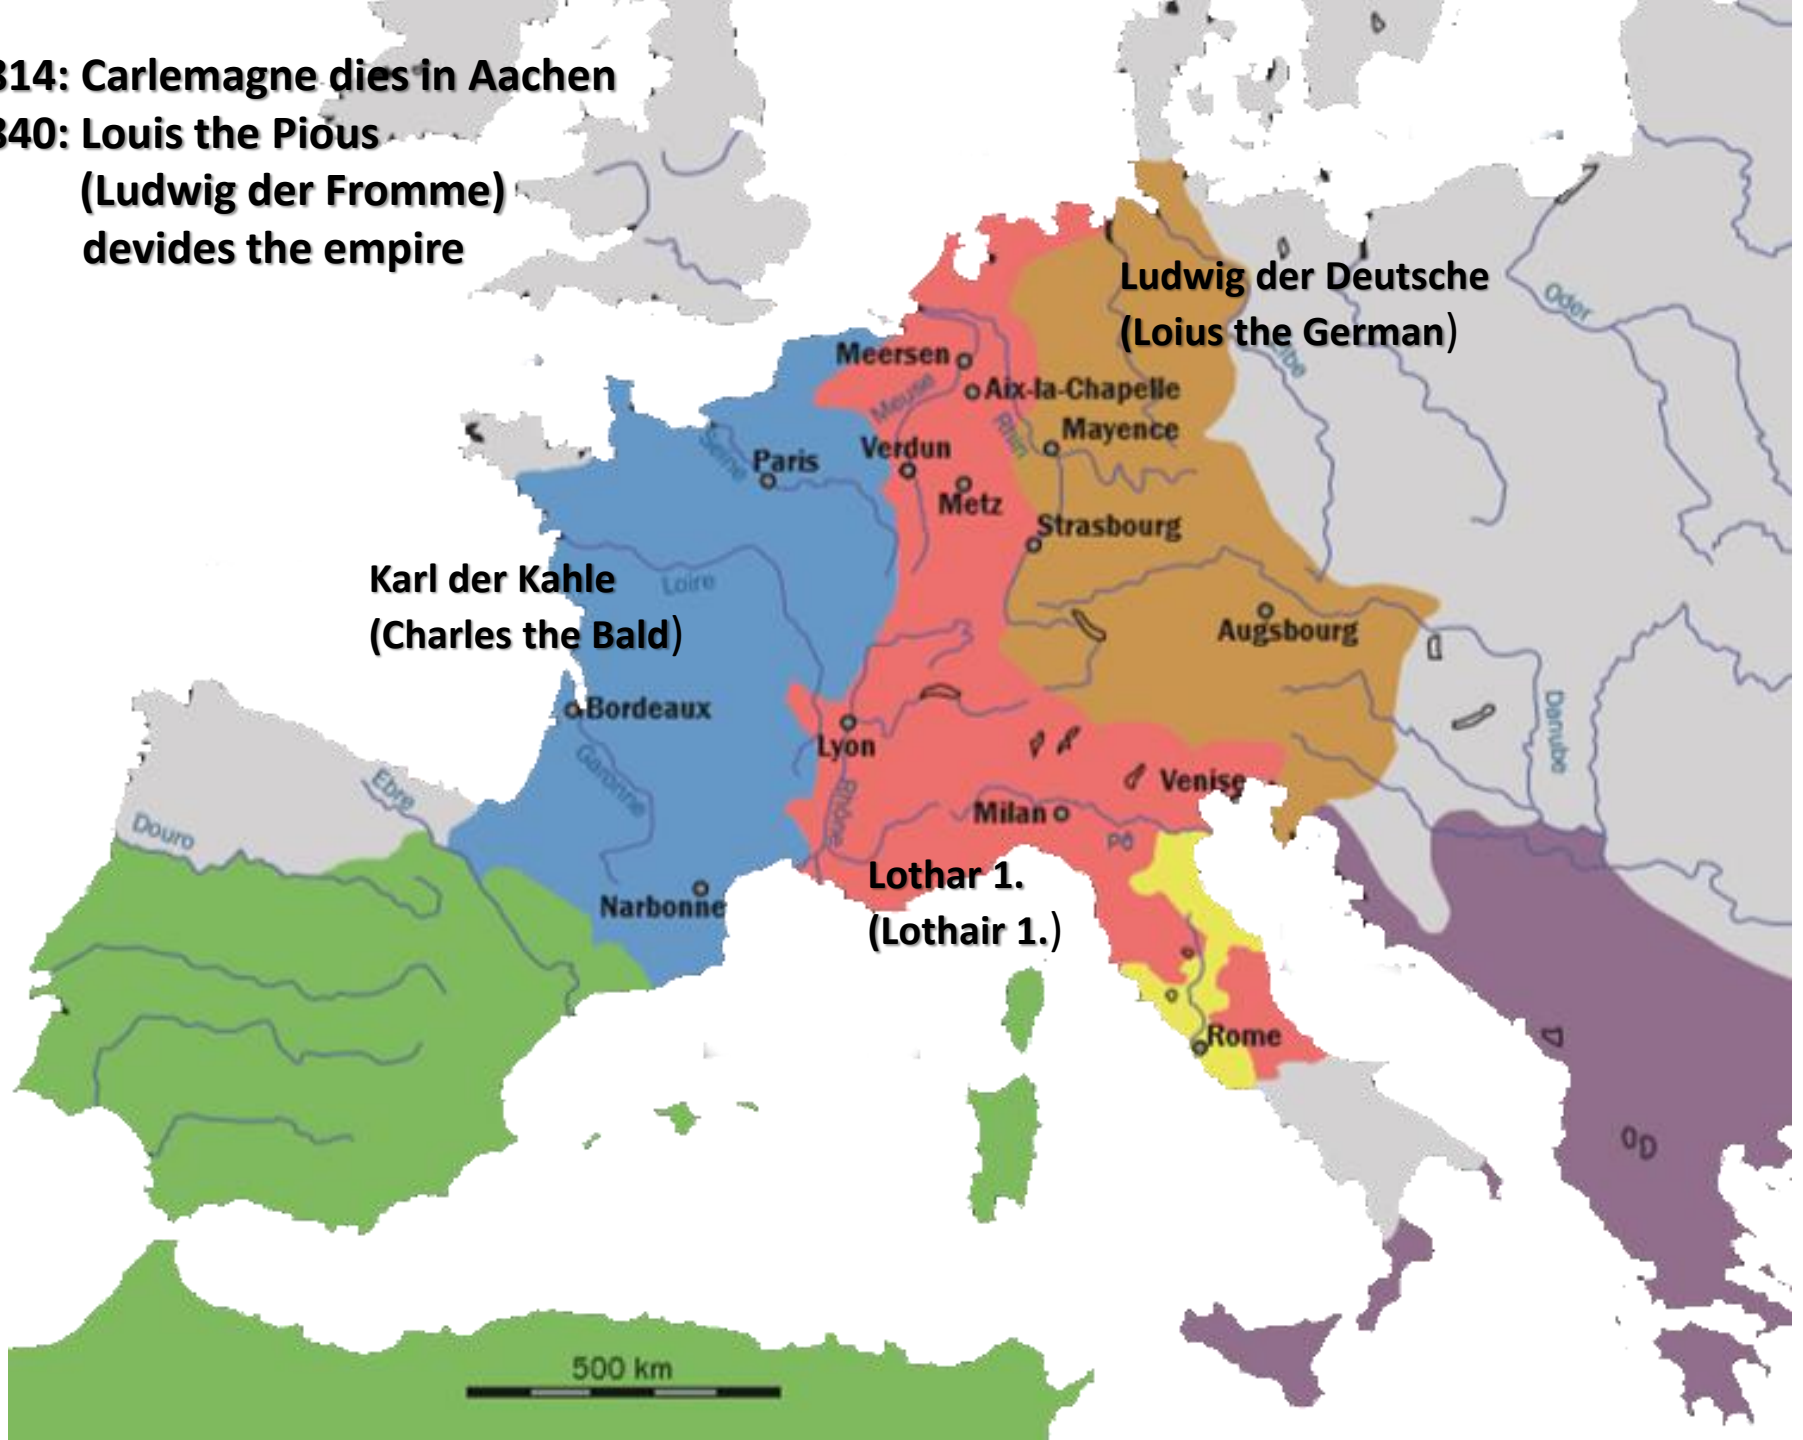 814: Carlemagne dies in Aachen
840: Louis the Pious
(Ludwig der Fromme)
devides the empire
Ludwig der Deutsche
(Loius the German)
Oder
Elbe
Meersen
Meuse
Aix-la-Chapelle
Rhin
Mayence
Verdun
Seine
Paris
Metz
Strasbourg
Karl der Kahle
(Charles the Bald)
Loire
Augsbourg
Bordeaux
Danube
Lyon
Garonne
Rhône
Venise
Ebre
Milan
Douro
Pô
Lothar 1.
(Lothair 1.)
Narbonne
Rome
500 km